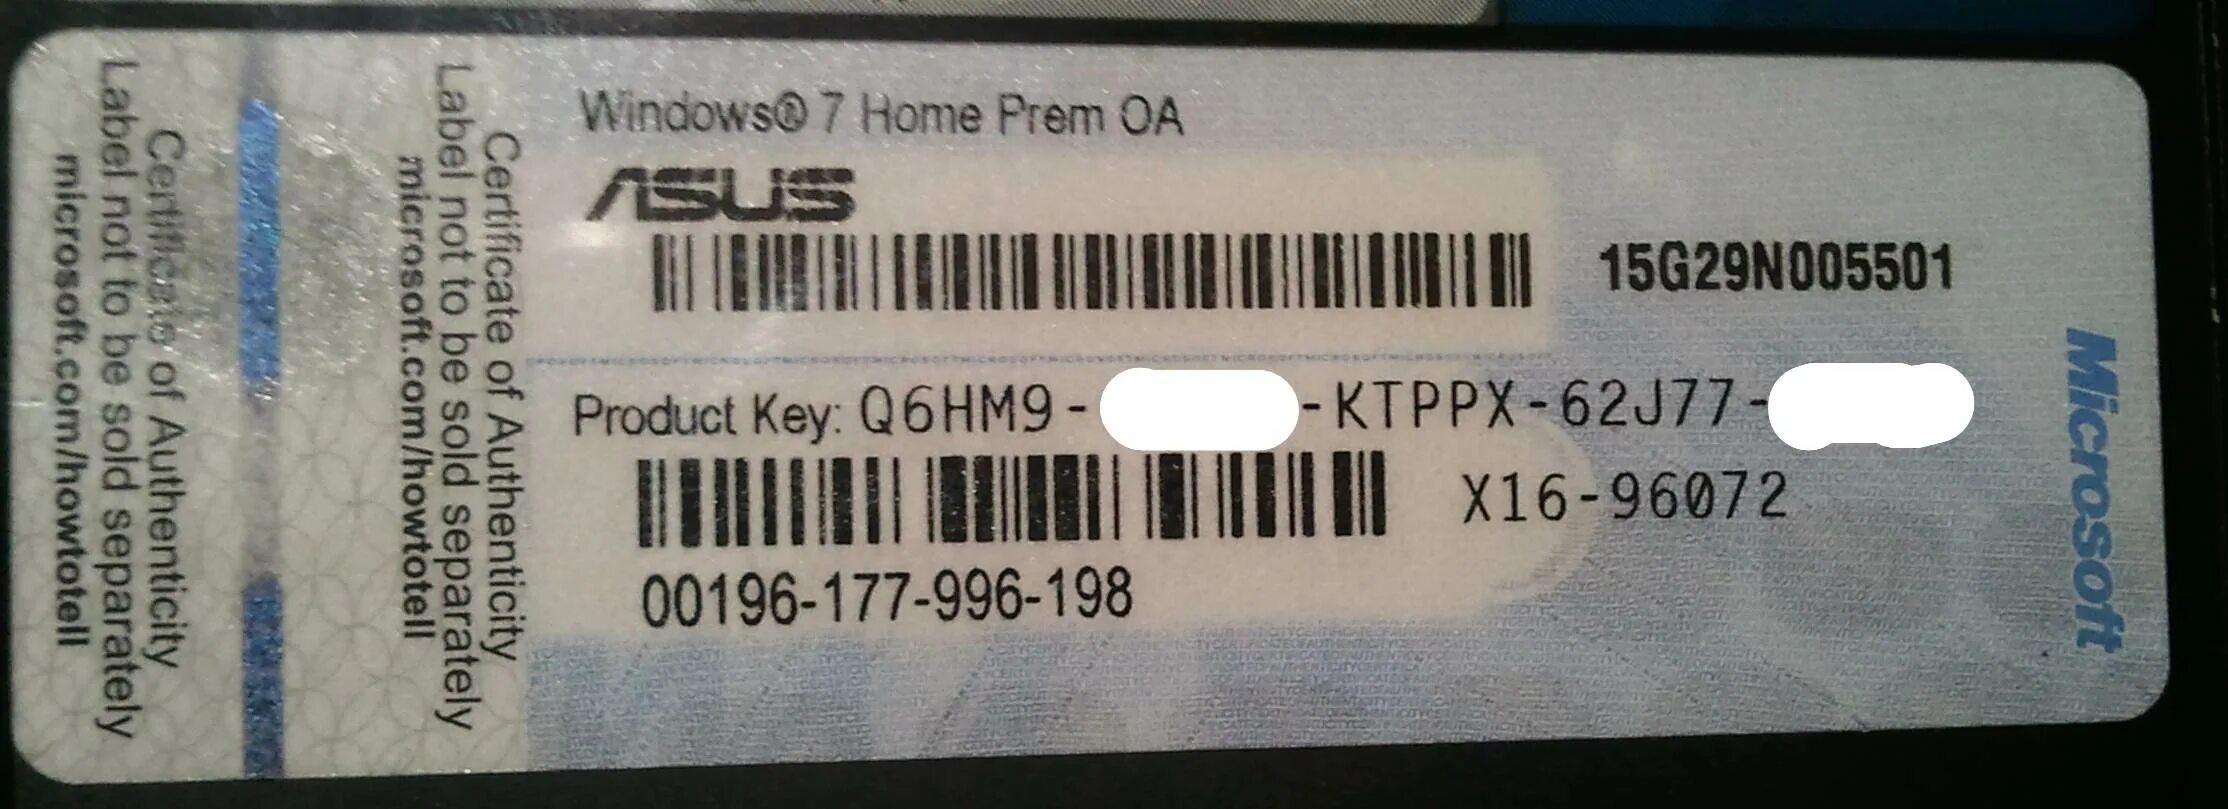 Certificate of Authenticity
Label not to be sold separately
microsoft.com/howtotell
Certificate of Authenticity
Label not to be sold separately
microsoft.com/howtotell
Windows® 7 Home Prem OA
ASUS
15G29N005501
Product Key: Q6HM9- -KTPPX-62J77-
X16-96072
00196-177-996-198
Microsoft